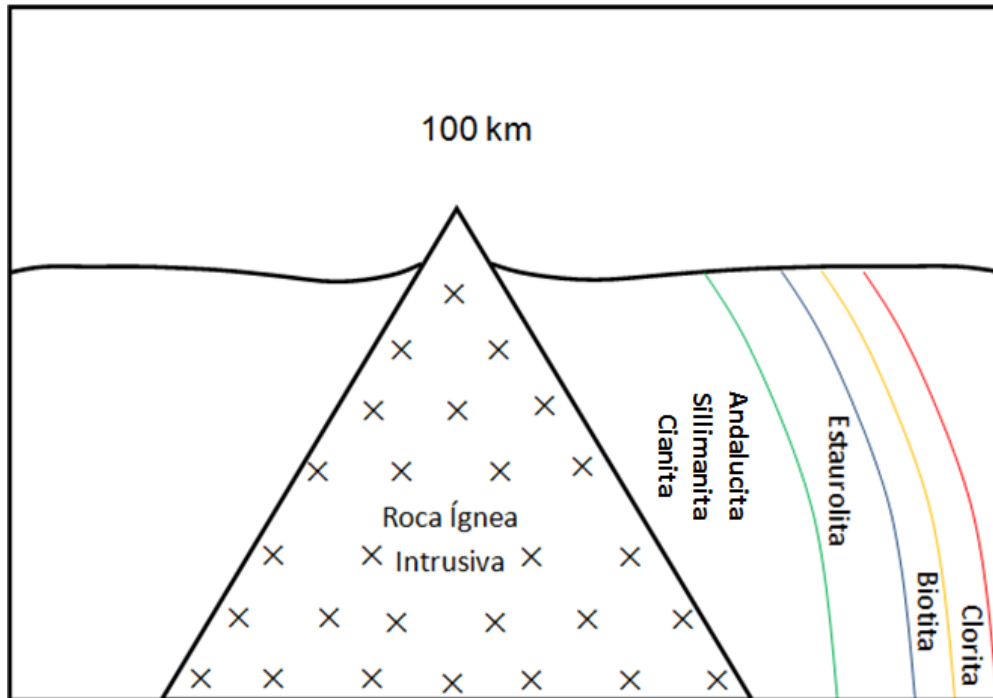 100 km
Roca Ígnea
Intrusiva
Andalucita
Sillimanita
Cianita
Estaurolita
Biotita
Clorita